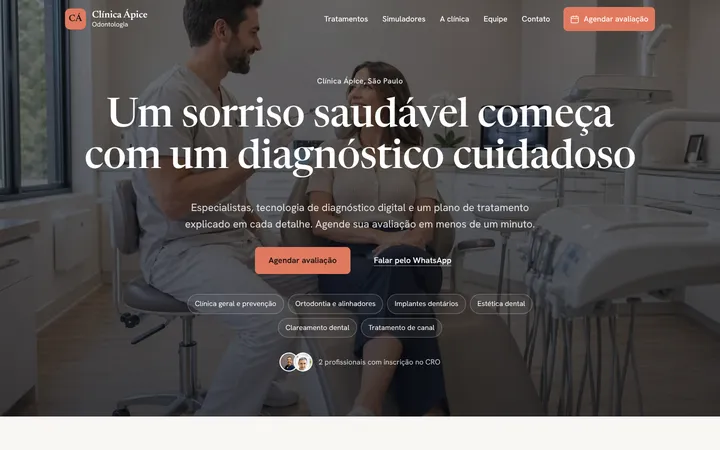 CÁ
Clínica Ápice
Odontologia
Tratamentos
Simuladores
A clínica
Equipe
Contato
Agendar avaliação
Clínica Ápice, São Paulo
Um sorriso saudável começa
com um diagnóstico cuidadoso
Especialistas, tecnologia de diagnóstico digital e um plano de tratamento
explicado em cada detalhe. Agende sua avaliação em menos de um minuto.
Agendar avaliação
Falar pelo WhatsApp
Clínica geral e prevenção
Ortodontia e alinhadores
Implantes dentários
Estética dental
Clareamento dental
Tratamento de canal
2 profissionais com inscrição no CRO